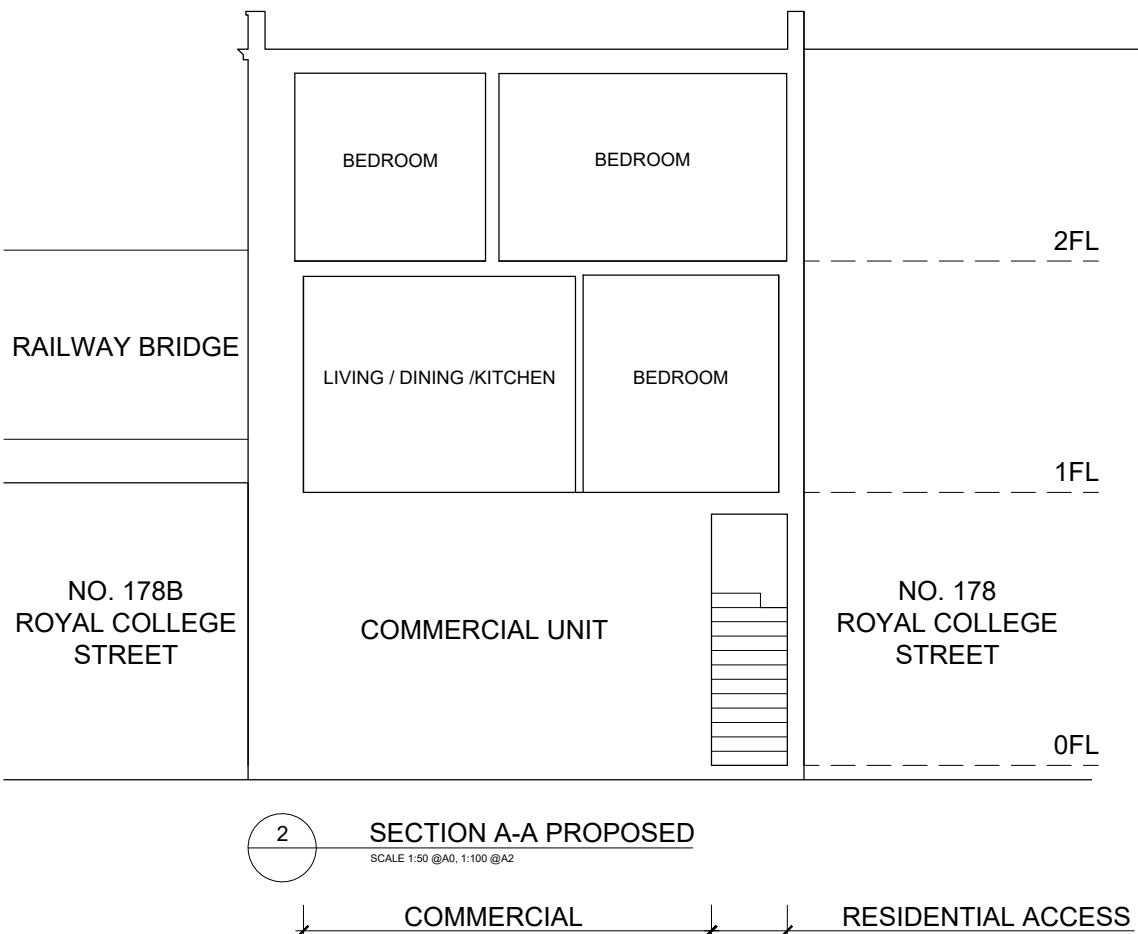 BEDROOM
BEDROOM
2FL
RAILWAY BRIDGE
LIVING / DINING /KITCHEN
BEDROOM
1FL
NO. 178B
ROYAL COLLEGE
STREET
COMMERCIAL UNIT
NO. 178
ROYAL COLLEGE
STREET
0FL
2
SECTION A-A PROPOSED
SCALE 1:50 @A0, 1:100 @A2
COMMERCIAL
RESIDENTIAL ACCESS